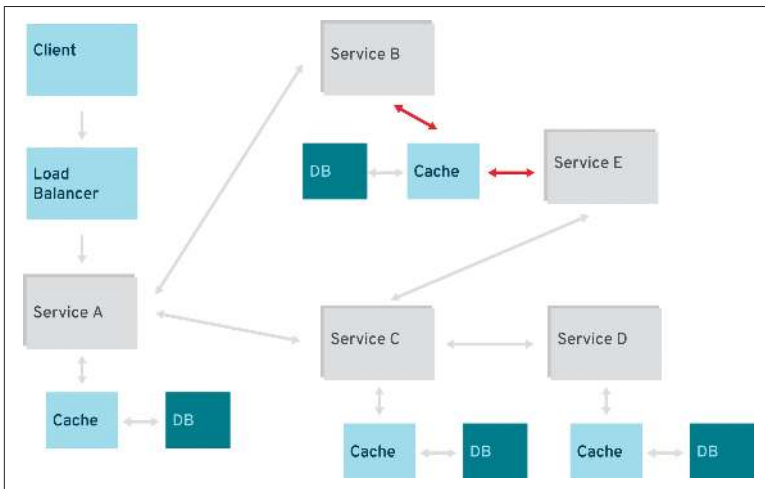 Client
Service B
Load
Balancer
DB
Cache
Service E
Service A
Service C
Service D
Cache
DB
Cache
DB
Cache
DB